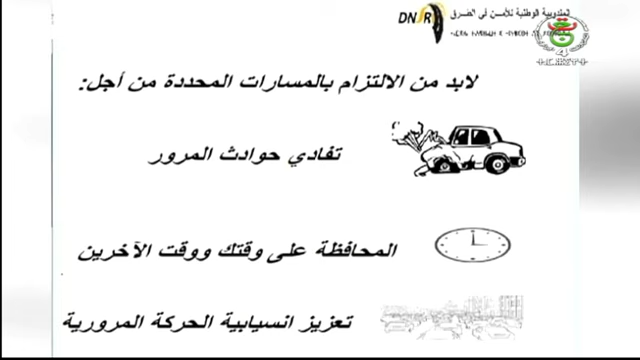 المندوبية الوطنية للأمن في الطرق
DNSR
4
لابد من الالتزام بالمسارات المحددة من أجل:
تفادي حوادث المرور
المحافظة على وقتك ووقت الآخرين
تعزيز انسيابية الحركة المرورية